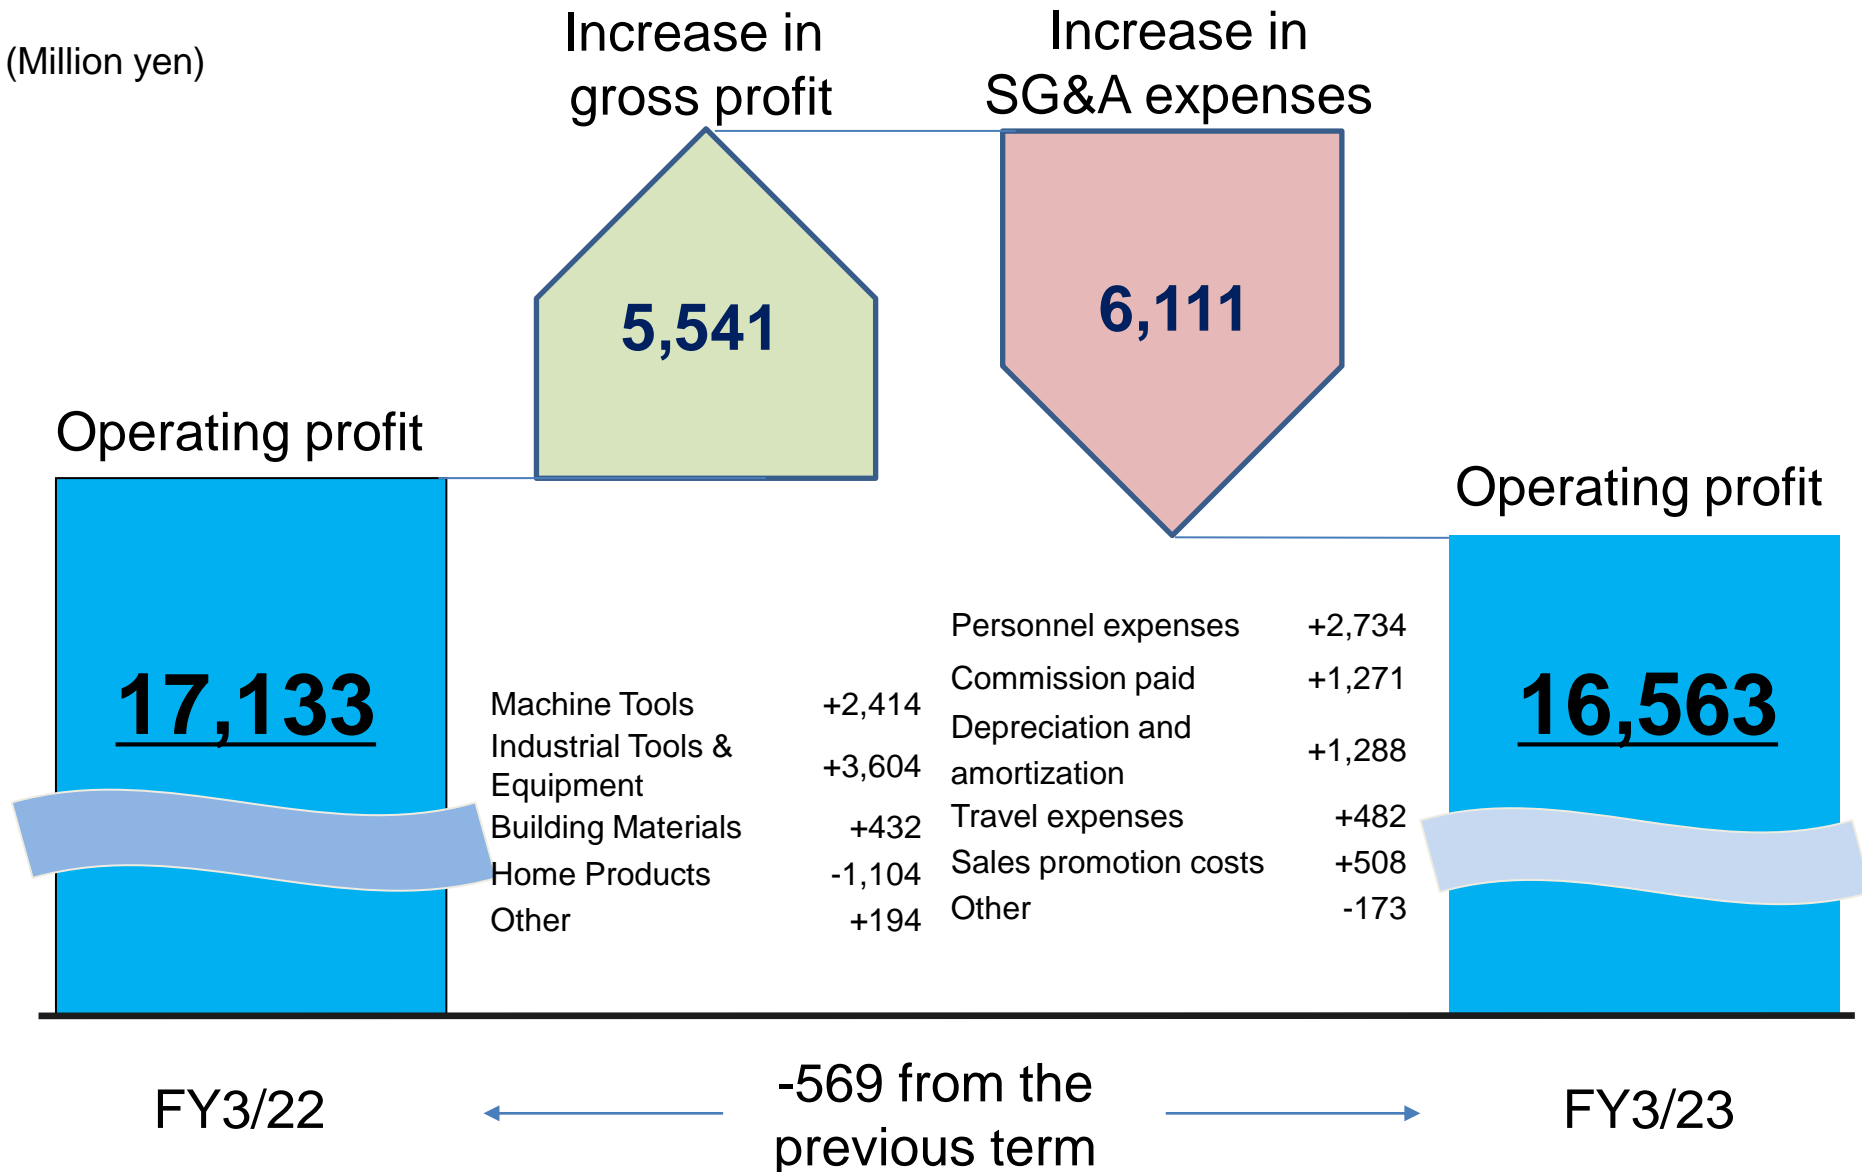 (Million yen)
Increase in
gross profit
Increase in
SG&A expenses
5,541
6,111
Operating profit
Operating profit
17,133
16,563
Machine Tools +2,414
Industrial Tools &
Equipment +3,604
Building Materials +432
Home Products -1,104
Other +194
Personnel expenses +2,734
Commission paid +1,271
Depreciation and
amortization +1,288
Travel expenses +482
Sales promotion costs +508
Other -173
FY3/22
-569 from the
previous term
FY3/23